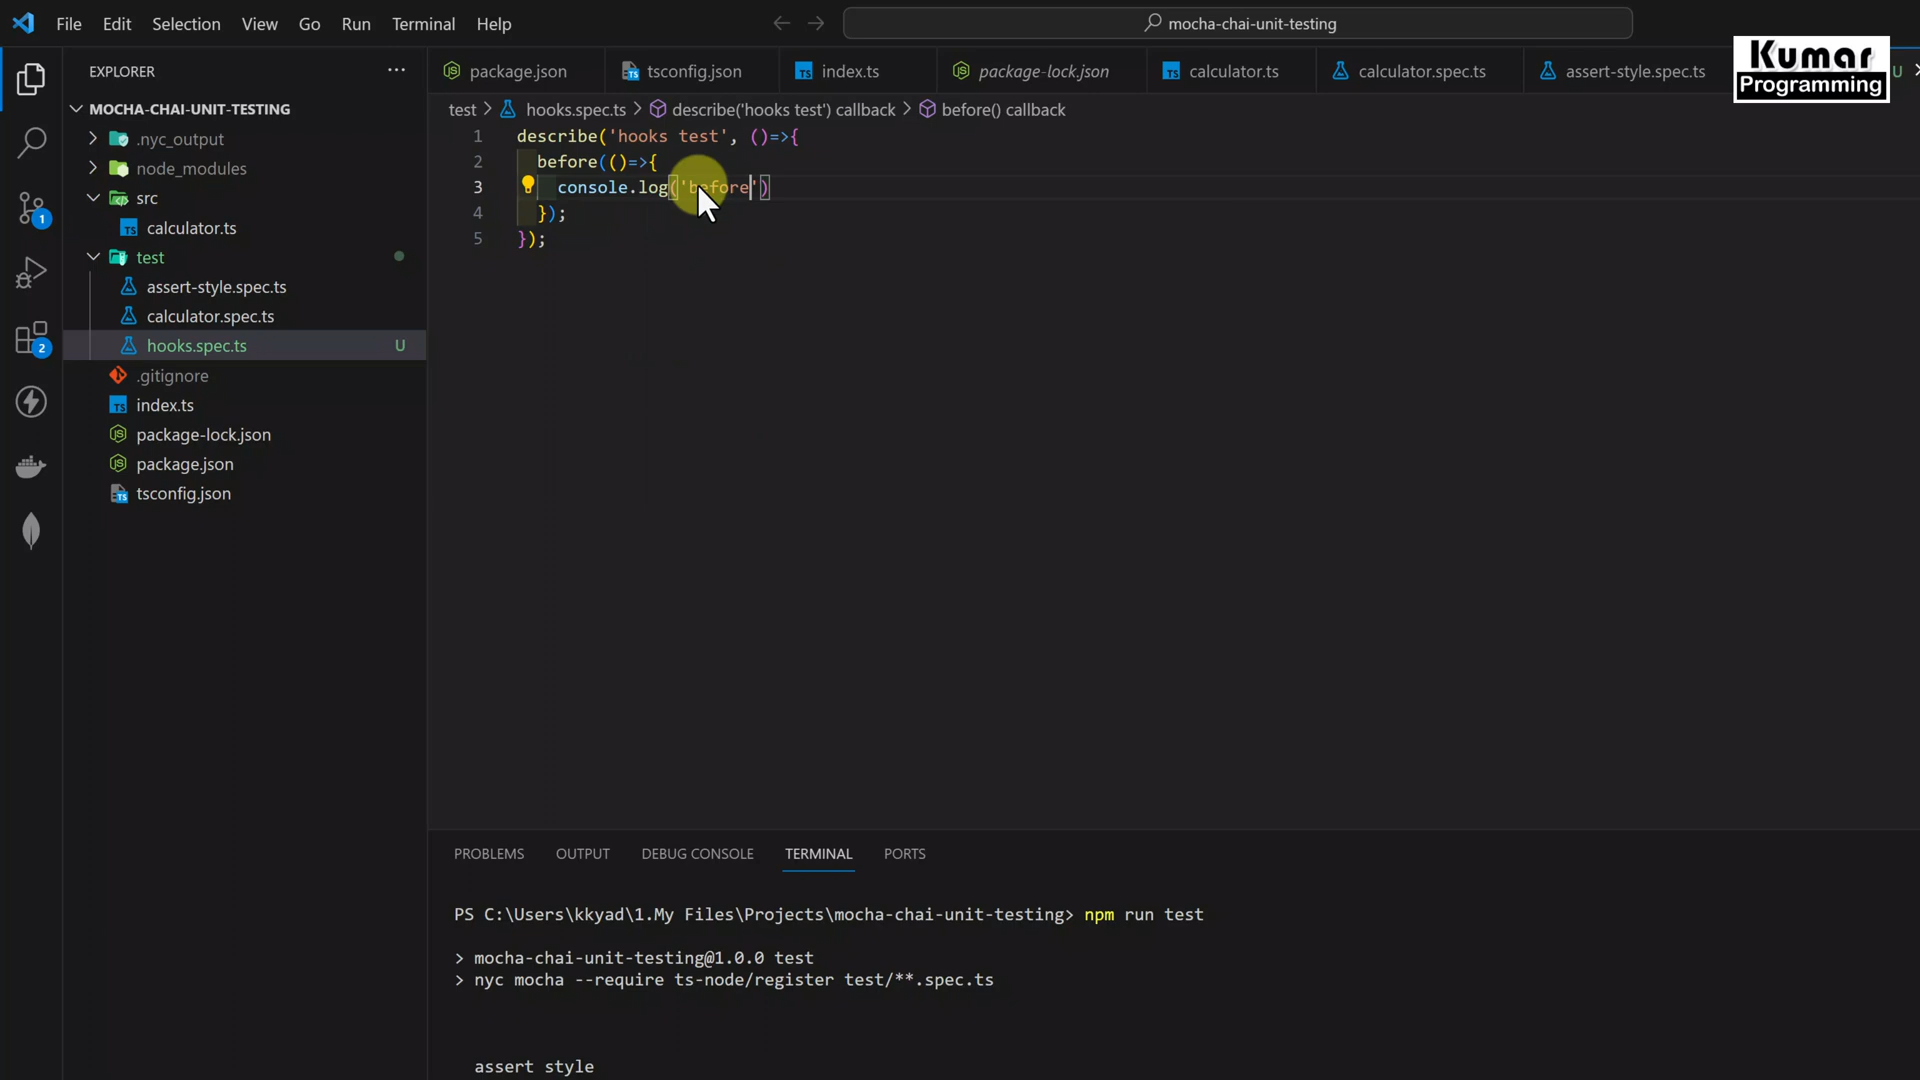 File Edit Selection View Go Run Terminal Help
mocha-chai-unit-testing
Kumar
Programming
EXPLORER
package.json
tsconfig.json
index.ts
package-lock.json
calculator.ts
calculator.spec.ts
assert-style.spec.ts
U
MOCHA-CHAI-UNIT-TESTING
.nyc_output
node_modules
src
calculator.ts
test
assert-style.spec.ts
calculator.spec.ts
hooks.spec.ts U
.gitignore
index.ts
package-lock.json
package.json
tsconfig.json
1
2
test > hooks.spec.ts > describe('hooks test') callback > before() callback
1 describe('hooks test', ()=>{
2 before(()=>{
3 console.log('before')
4 });
5 });
PROBLEMS OUTPUT DEBUG CONSOLE TERMINAL PORTS
PS C:\Users\kkyad\1.My Files\Projects\mocha-chai-unit-testing> npm run test
> mocha-chai-unit-testing@1.0.0 test
> nyc mocha --require ts-node/register test/**.spec.ts
assert style